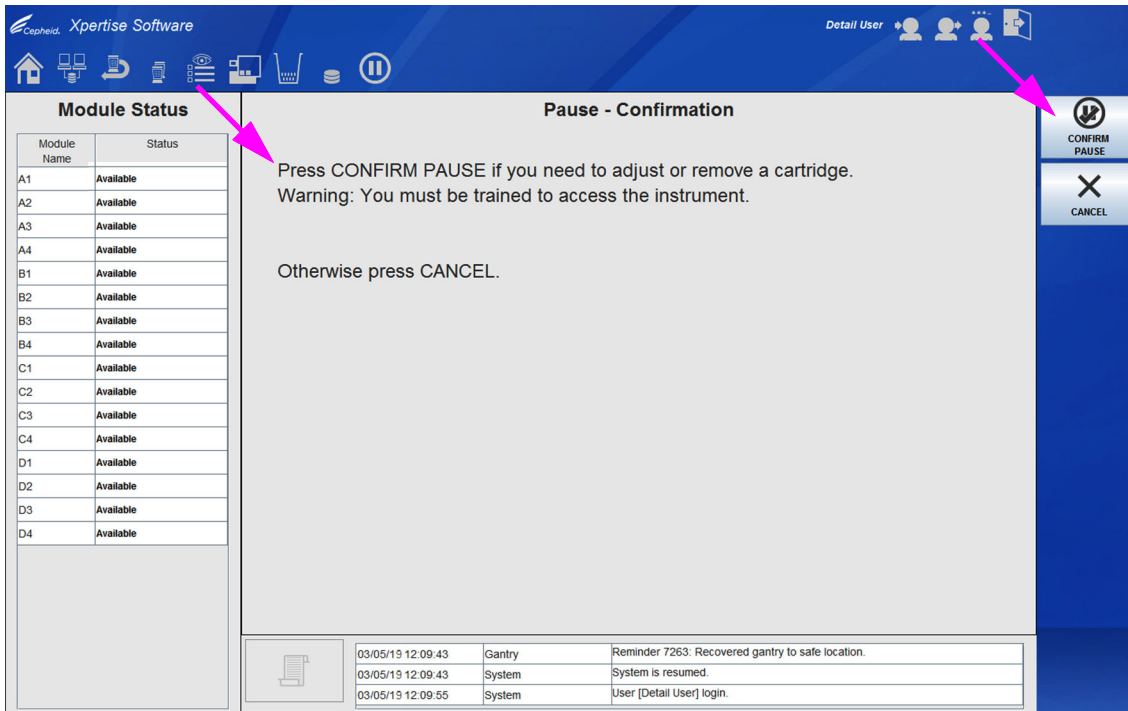 Cepheid. Xpertise Software
Detail User
Module Status
Module Name
Status
A1 Available
A2 Available
A3 Available
A4 Available
B1 Available
B2 Available
B3 Available
B4 Available
C1 Available
C2 Available
C3 Available
C4 Available
D1 Available
D2 Available
D3 Available
D4 Available
Pause - Confirmation
Press CONFIRM PAUSE if you need to adjust or remove a cartridge.
Warning: You must be trained to access the instrument.
Otherwise press CANCEL.
CONFIRM
PAUSE
CANCEL
03/05/19 12:09:43 Gantry Reminder 7263: Recovered gantry to safe location.
03/05/19 12:09:43 System System is resumed.
03/05/19 12:09:55 System User [Detail User] login.